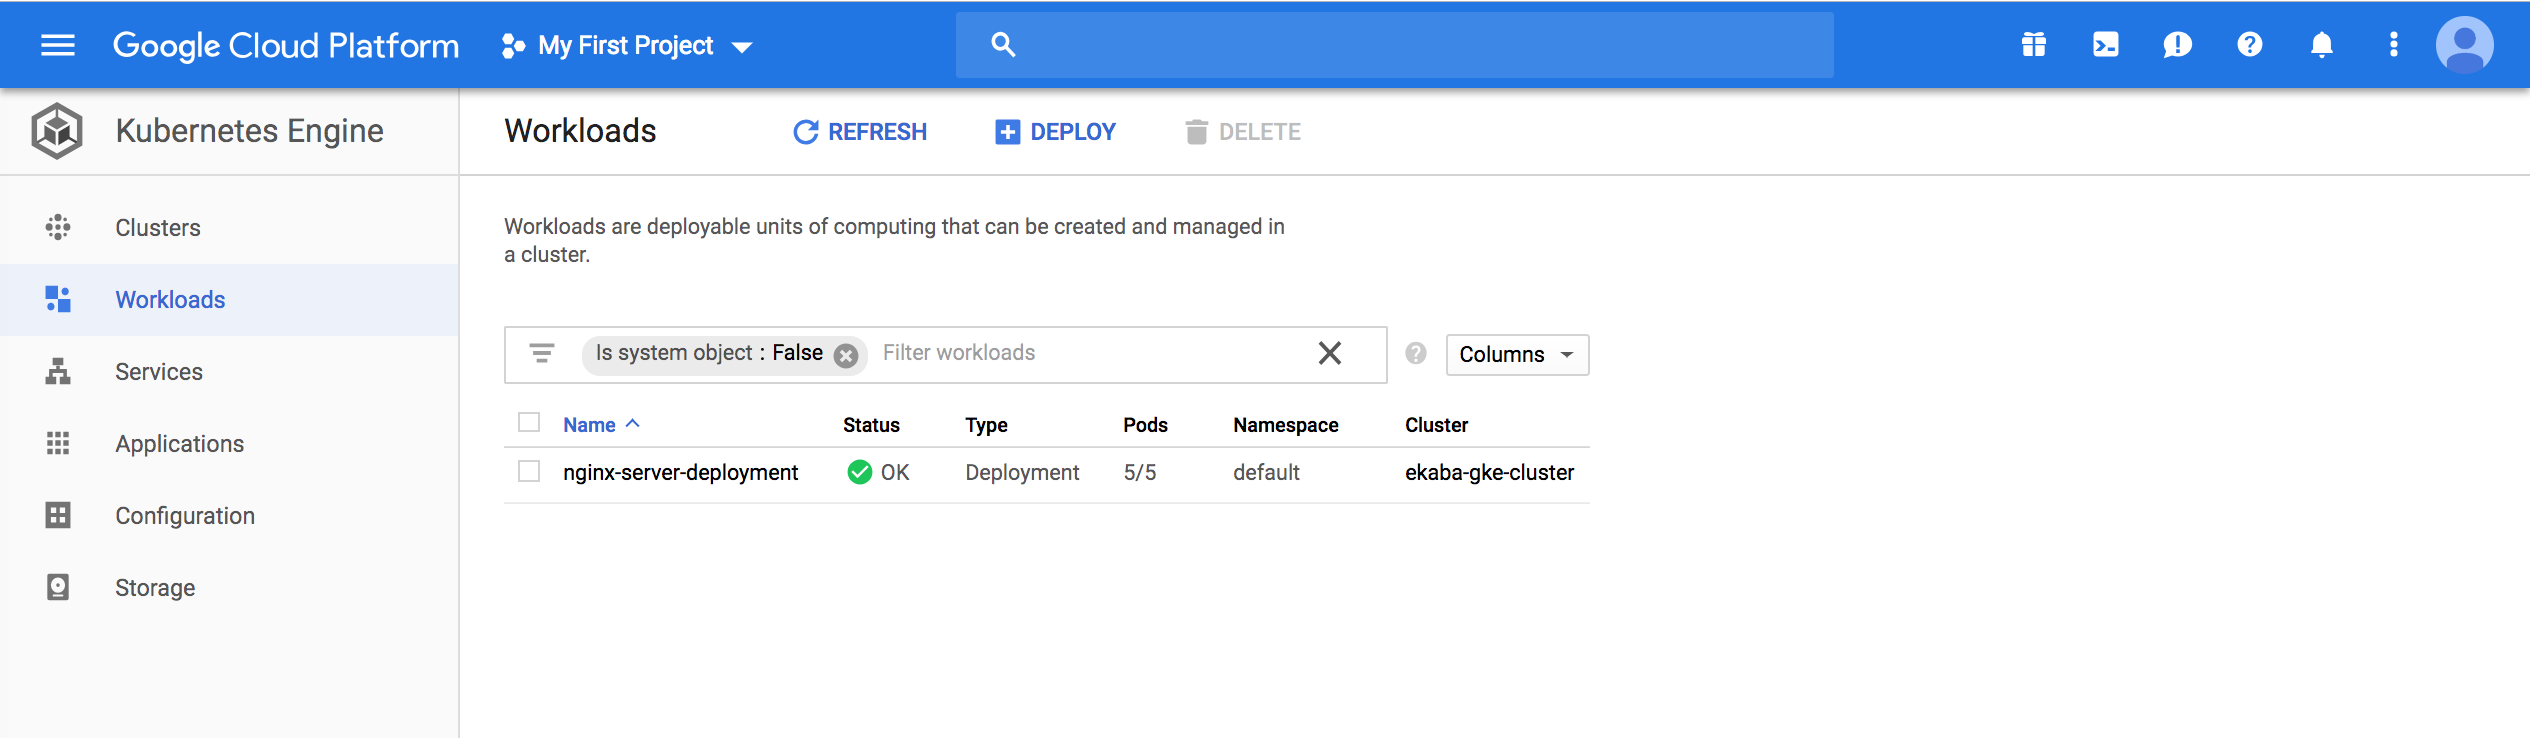 Google Cloud Platform My First Project
Kubernetes Engine
Workloads REFRESH DEPLOY DELETE
Clusters
Workloads
Services
Applications
Configuration
Storage
Workloads are deployable units of computing that can be created and managed in
a cluster.
Is system object : False Filter workloads Columns
Name Status Type Pods Namespace Cluster
nginx-server-deployment OK Deployment 5/5 default ekaba-gke-cluster